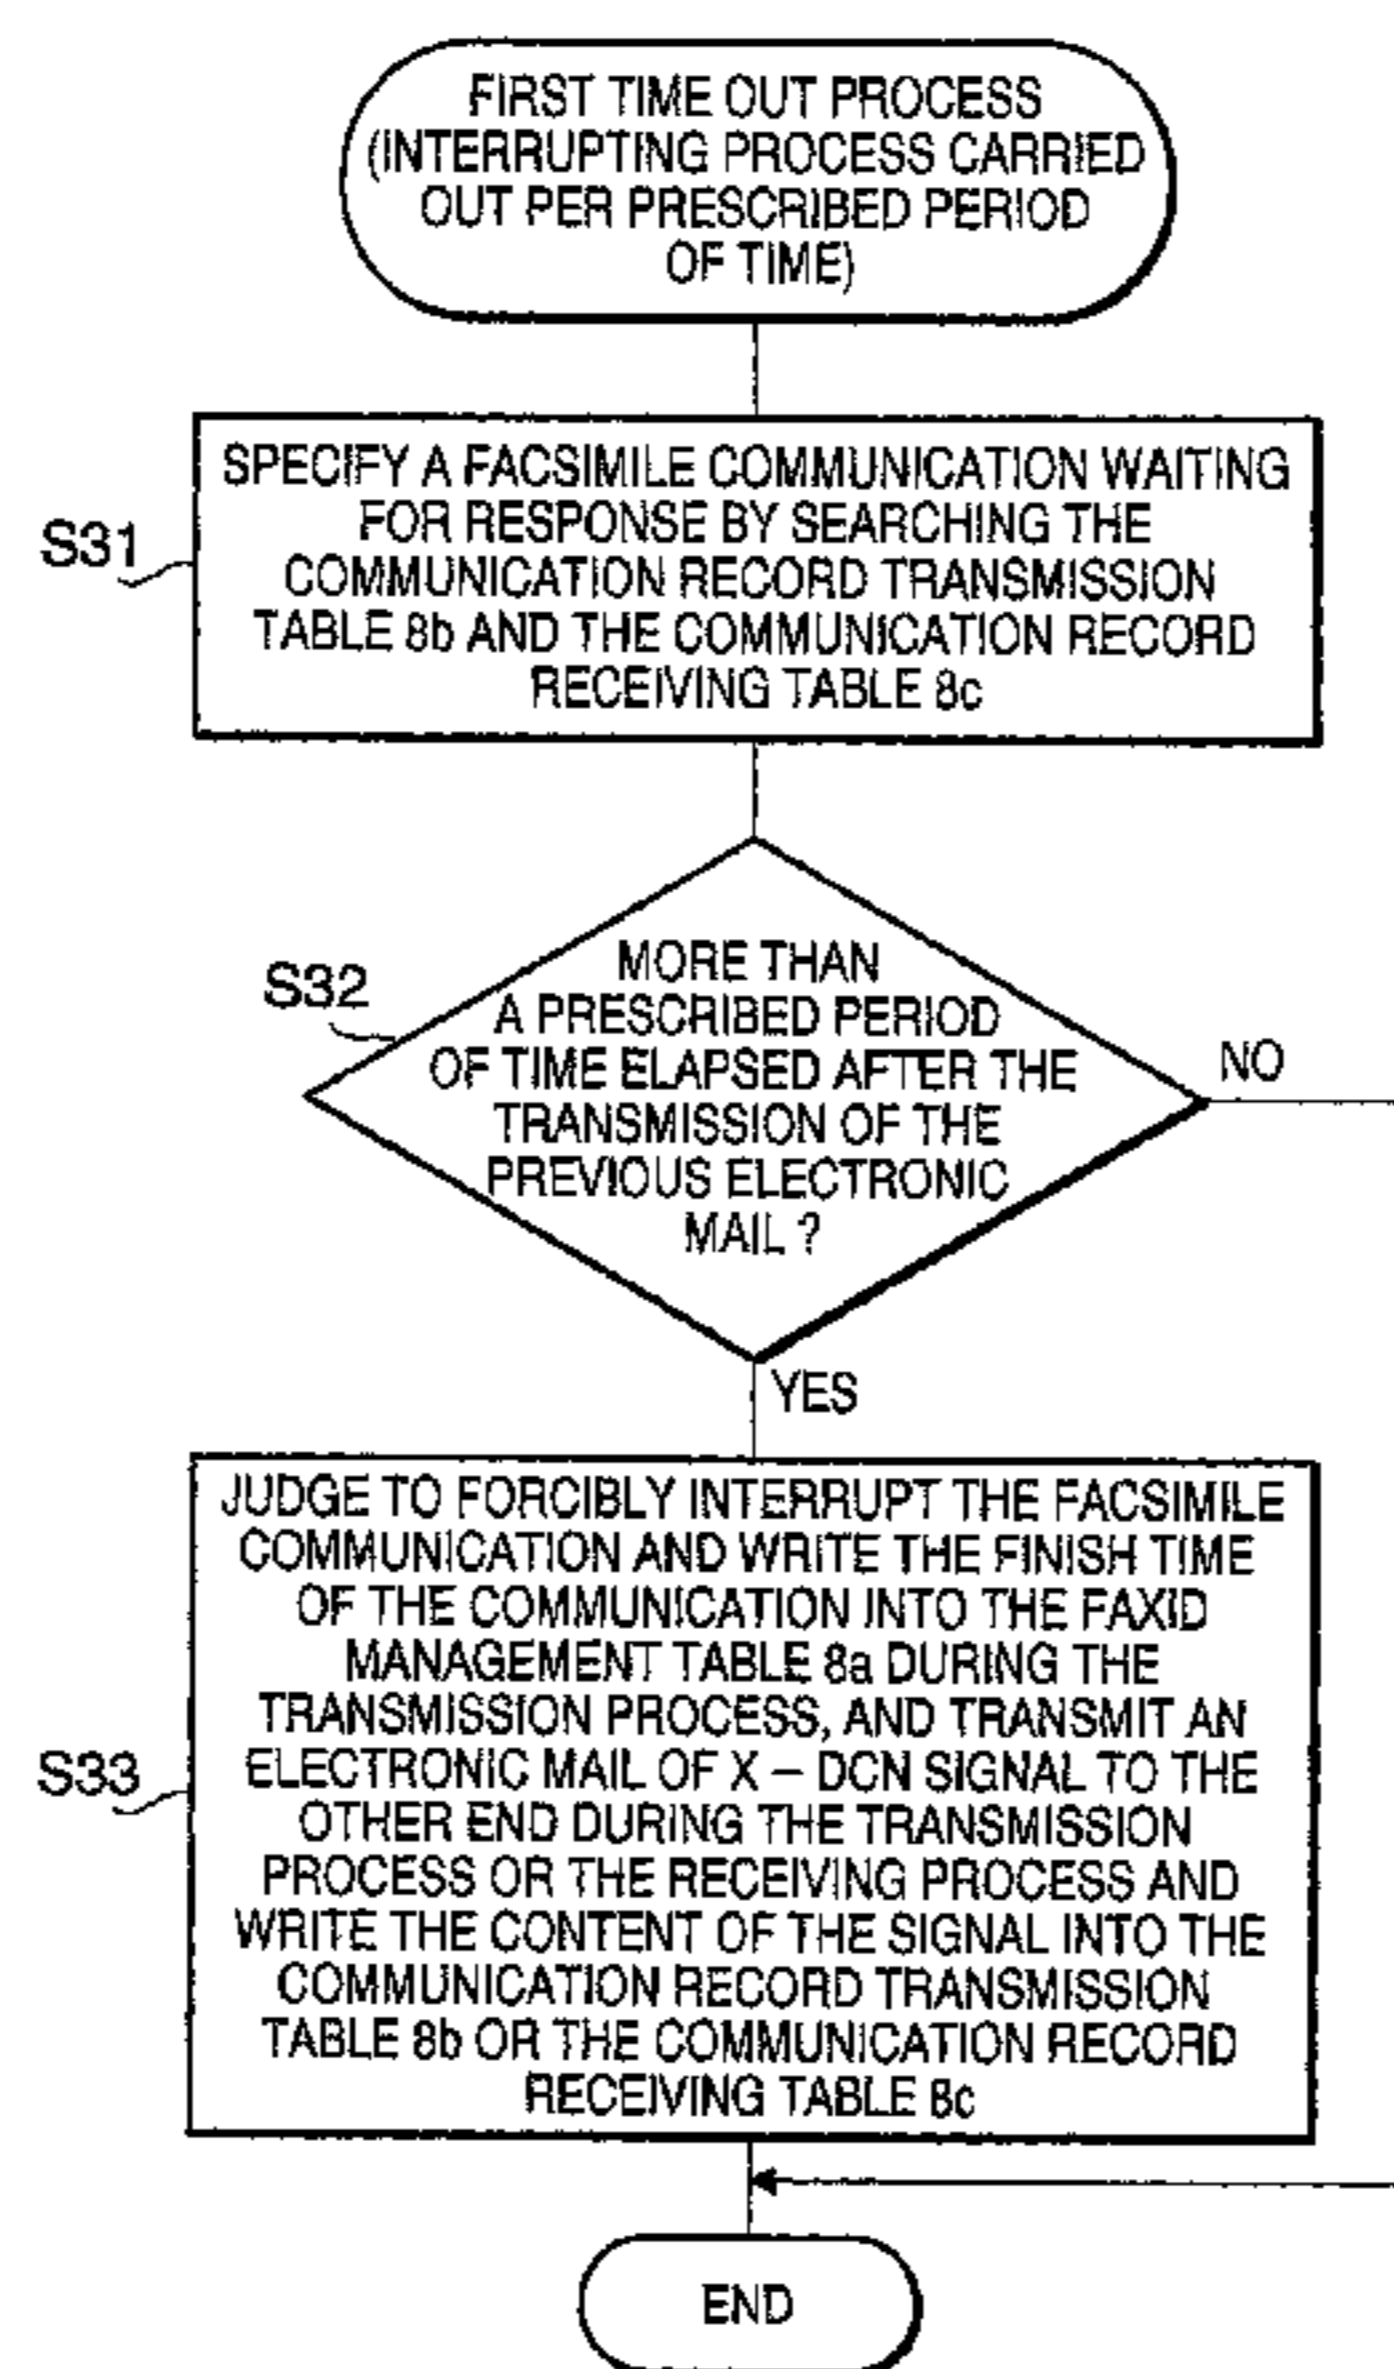 FIRST TIME OUT PROCESS
(INTERRUPTING PROCESS CARRIED
OUT PER PRESCRIBED PERIOD
OF TIME)
S31
SPECIFY A FACSIMILE COMMUNICATION WAITING
FOR RESPONSE BY SEARCHING THE
COMMUNICATION RECORD TRANSMISSION
TABLE 8b AND THE COMMUNICATION RECORD
RECEIVING TABLE 8c
S32
MORE THAN
A PRESCRIBED PERIOD
OF TIME ELAPSED AFTER THE
TRANSMISSION OF THE
PREVIOUS ELECTRONIC
MAIL ?
NO
YES
S33
JUDGE TO FORCIBLY INTERRUPT THE FACSIMILE
COMMUNICATION AND WRITE THE FINISH TIME
OF THE COMMUNICATION INTO THE FAXID
MANAGEMENT TABLE 8a DURING THE
TRANSMISSION PROCESS, AND TRANSMIT AN
ELECTRONIC MAIL OF X – DCN SIGNAL TO THE
OTHER END DURING THE TRANSMISSION
PROCESS OR THE RECEIVING PROCESS AND
WRITE THE CONTENT OF THE SIGNAL INTO THE
COMMUNICATION RECORD TRANSMISSION
TABLE 8b OR THE COMMUNICATION RECORD
RECEIVING TABLE 8c
END